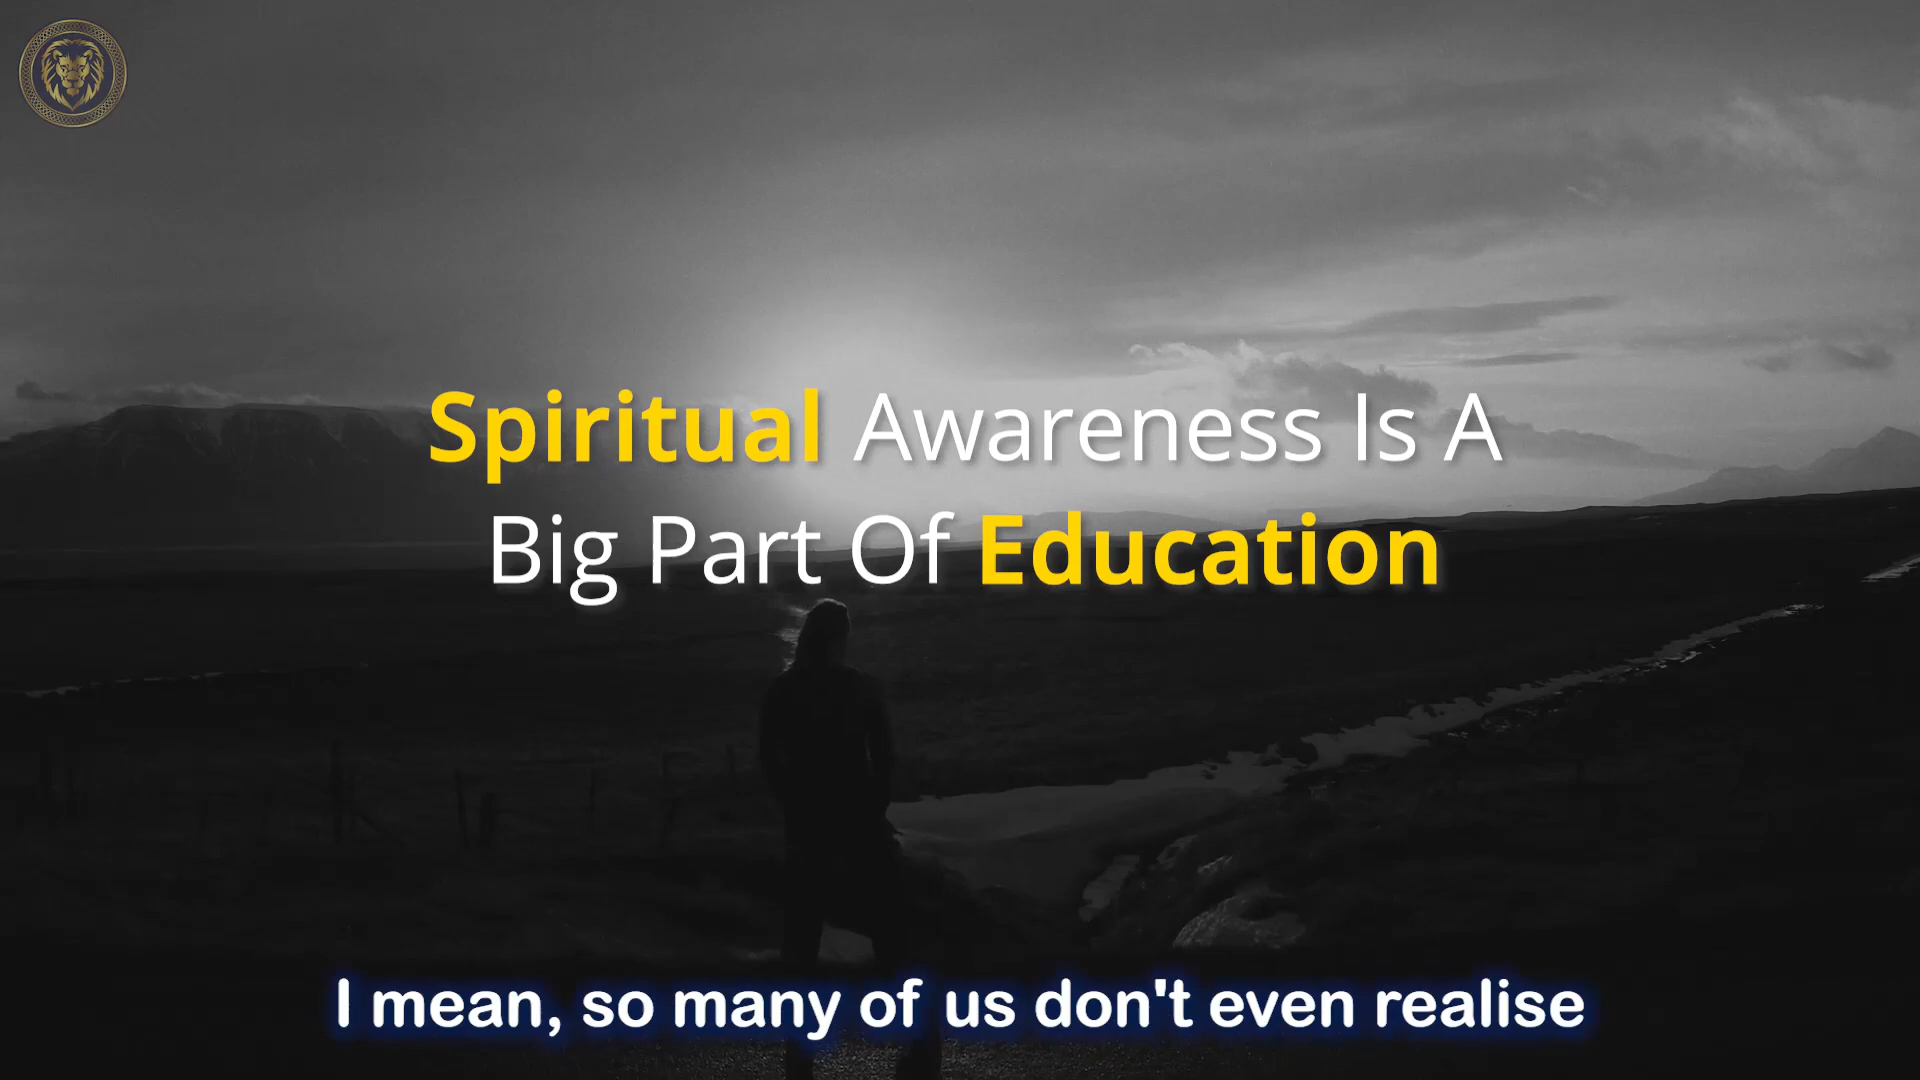 Spiritual Awareness Is A
Big Part Of Education
I mean, so many of us don't even realise